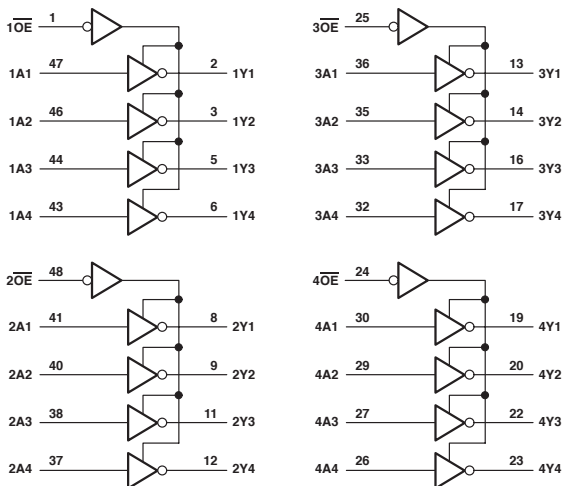 1OE 1
1A1 47 2 1Y1
1A2 46 3 1Y2
1A3 44 5 1Y3
1A4 43 6 1Y4
3OE 25
3A1 36 13 3Y1
3A2 35 14 3Y2
3A3 33 16 3Y3
3A4 32 17 3Y4
2OE 48
2A1 41 8 2Y1
2A2 40 9 2Y2
2A3 38 11 2Y3
2A4 37 12 2Y4
4OE 24
4A1 30 19 4Y1
4A2 29 20 4Y2
4A3 27 22 4Y3
4A4 26 23 4Y4